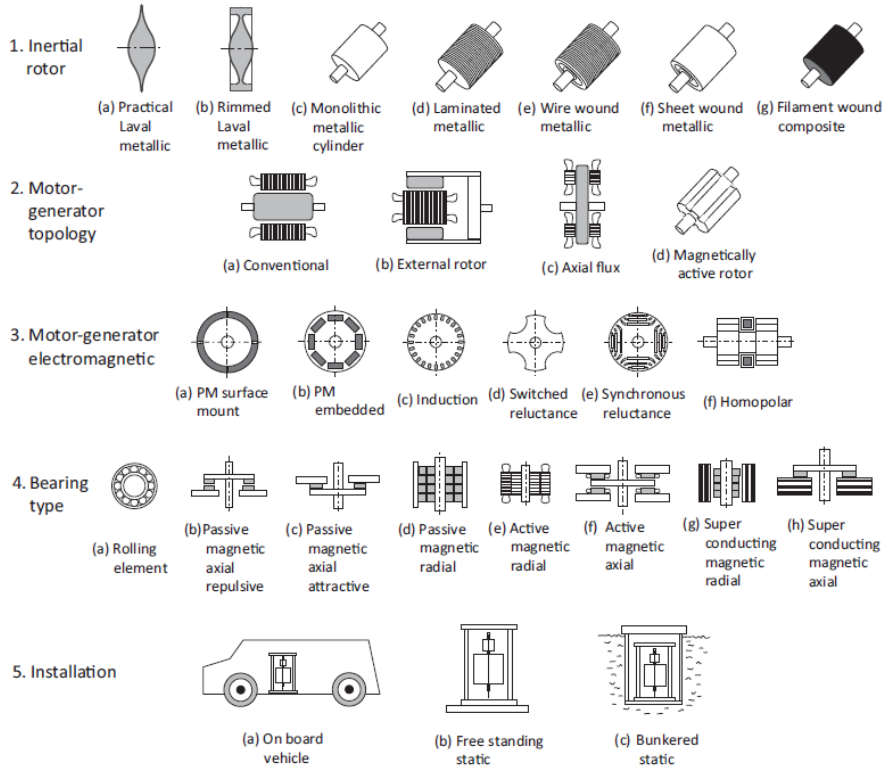 1. Inertial
rotor
(a) Practical
Laval
metallic
(b) Rimmed
Laval
metallic
(c) Monolithic
metallic
cylinder
(d) Laminated
metallic
(e) Wire wound
metallic
(f) Sheet wound
metallic
(g) Filament wound
composite
2. Motor-
generator
topology
(a) Conventional
(b) External rotor
(c) Axial flux
(d) Magnetically
active rotor
3. Motor-generator
electromagnetic
(a) PM surface
mount
(b) PM
embedded
(c) Induction
(d) Switched
reluctance
(e) Synchronous
reluctance
(f) Homopolar
4. Bearing
type
(a) Rolling
element
(b)Passive
magnetic
axial
repulsive
(c) Passive
magnetic
axial
attractive
(d) Passive
magnetic
radial
(e) Active
magnetic
radial
(f) Active
magnetic
axial
(g) Super
conducting
magnetic
radial
(h) Super
conducting
magnetic
axial
5. Installation
(a) On board
vehicle
(b) Free standing
static
(c) Bunkered
static